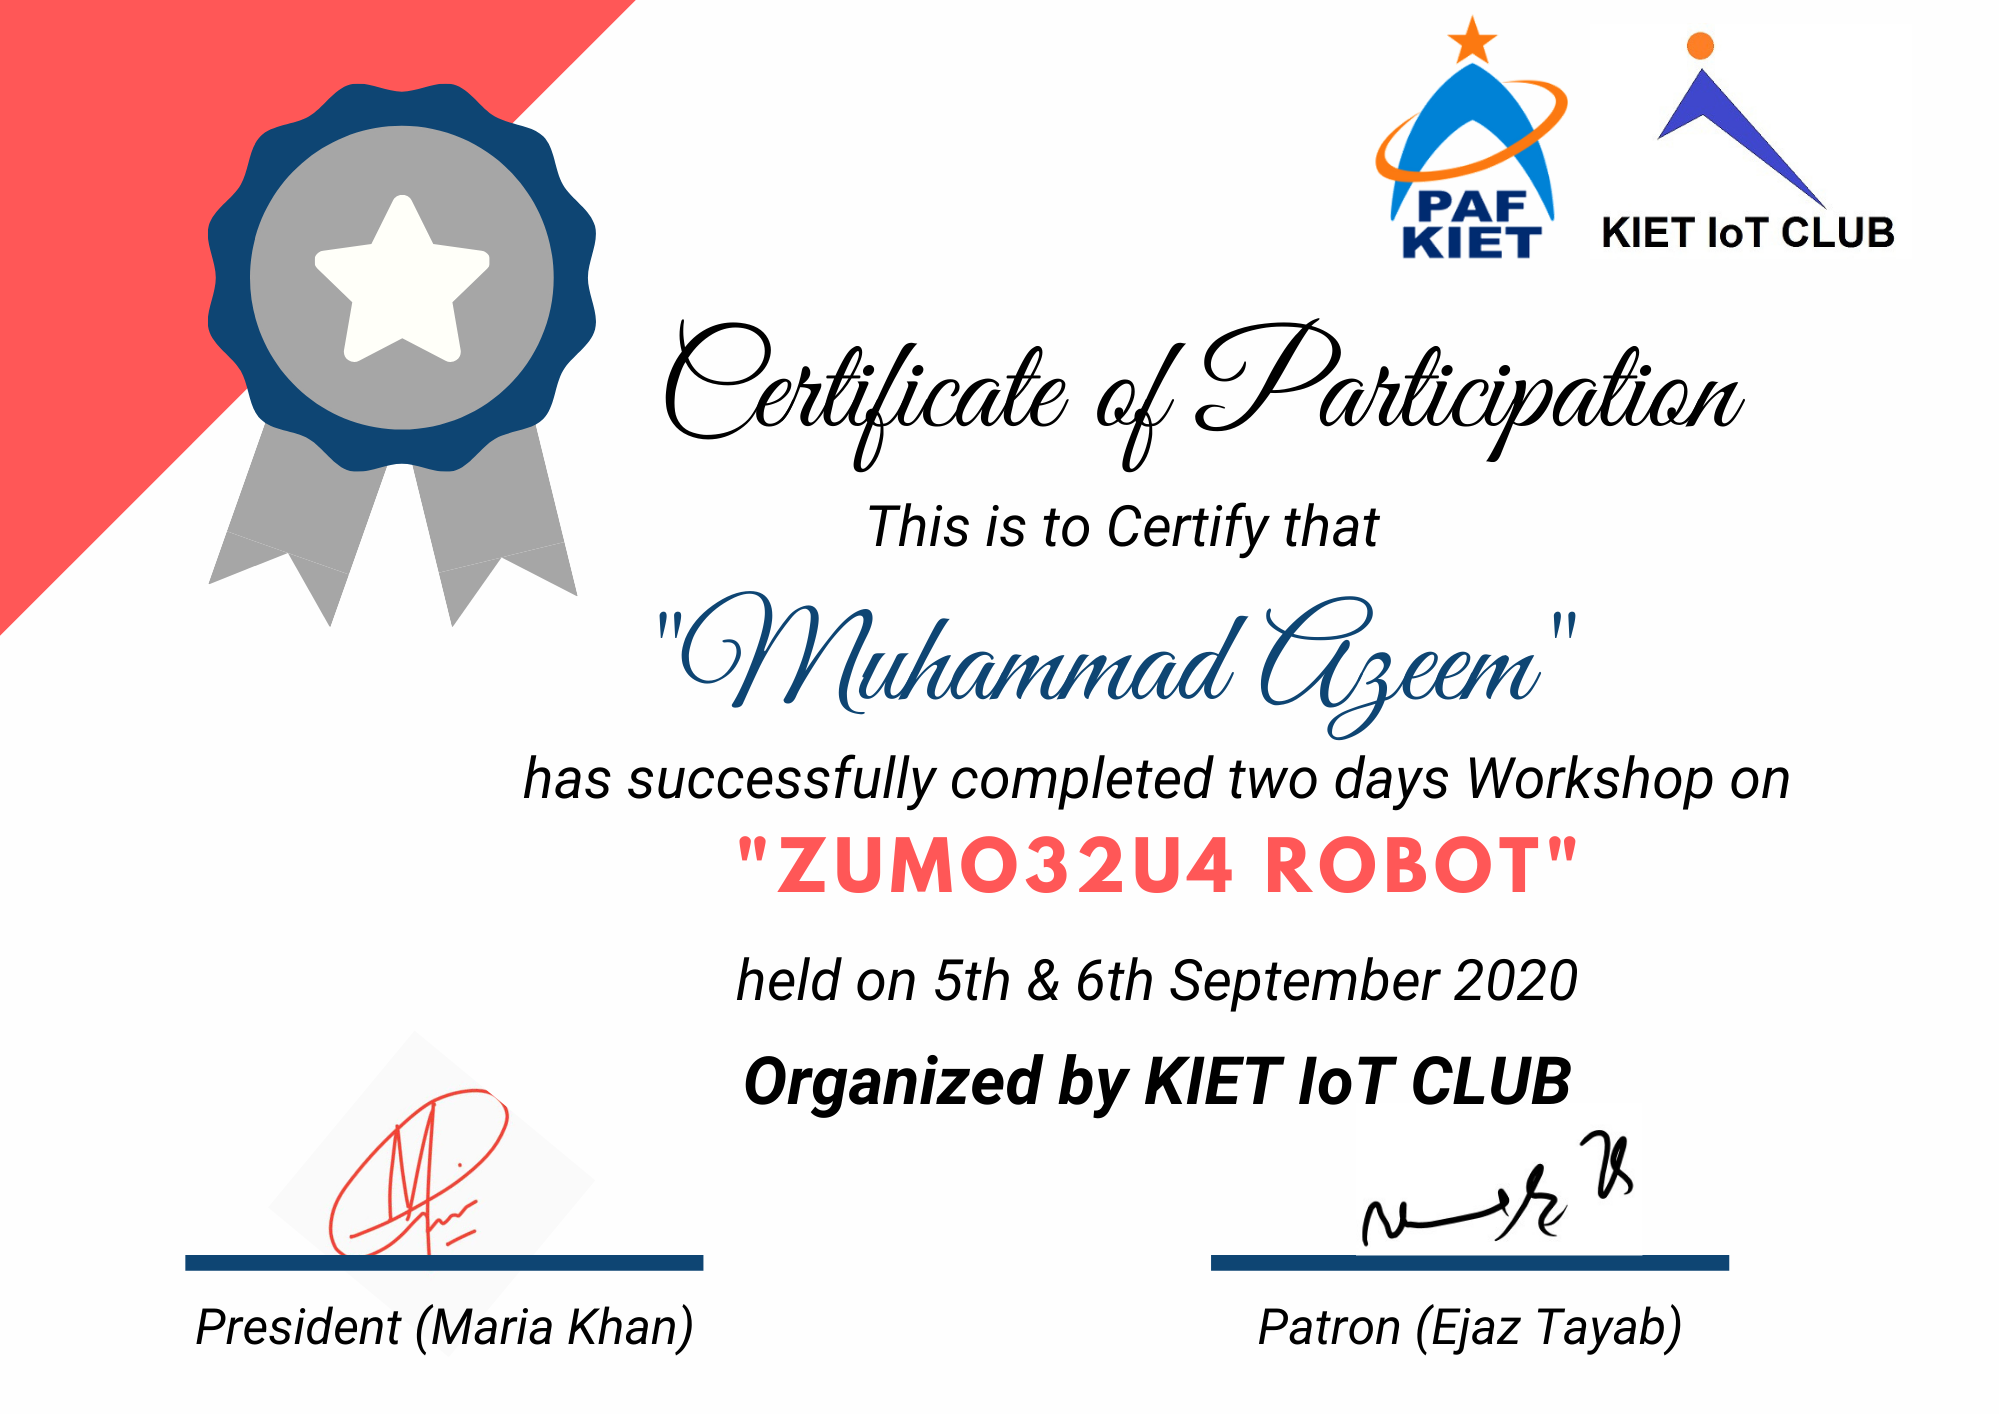 PAF
KIET
KIET IoT CLUB
Certificate of Participation
This is to Certify that
"Muhammad Azeem"
has successfully completed two days Workshop on
"ZUMO32U4 ROBOT"
held on 5th & 6th September 2020
Organized by KIET IoT CLUB
President (Maria Khan)
Patron (Ejaz Tayab)